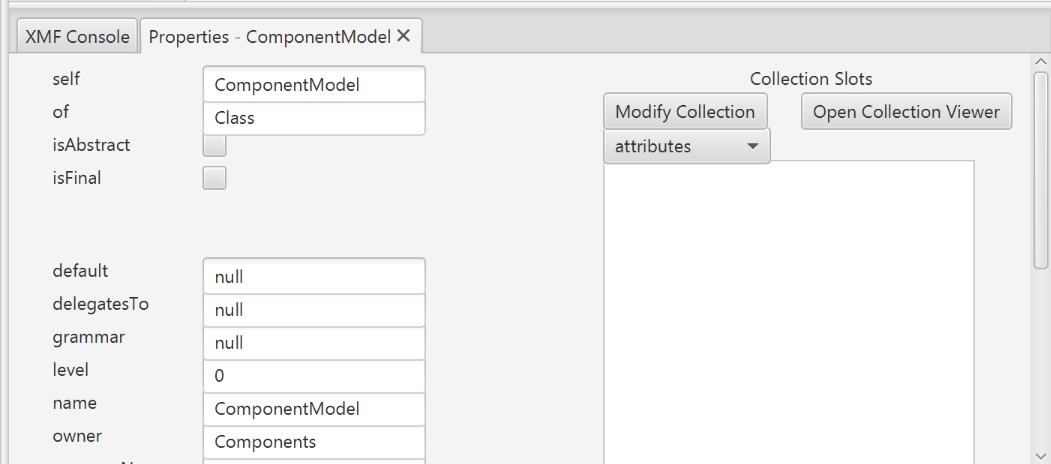 XMF Console
Properties - ComponentModel
self ComponentModel
of Class
isAbstract
isFinal
default null
delegatesTo null
grammar null
level 0
name ComponentModel
owner Components
Collection Slots
Modify Collection Open Collection Viewer
attributes